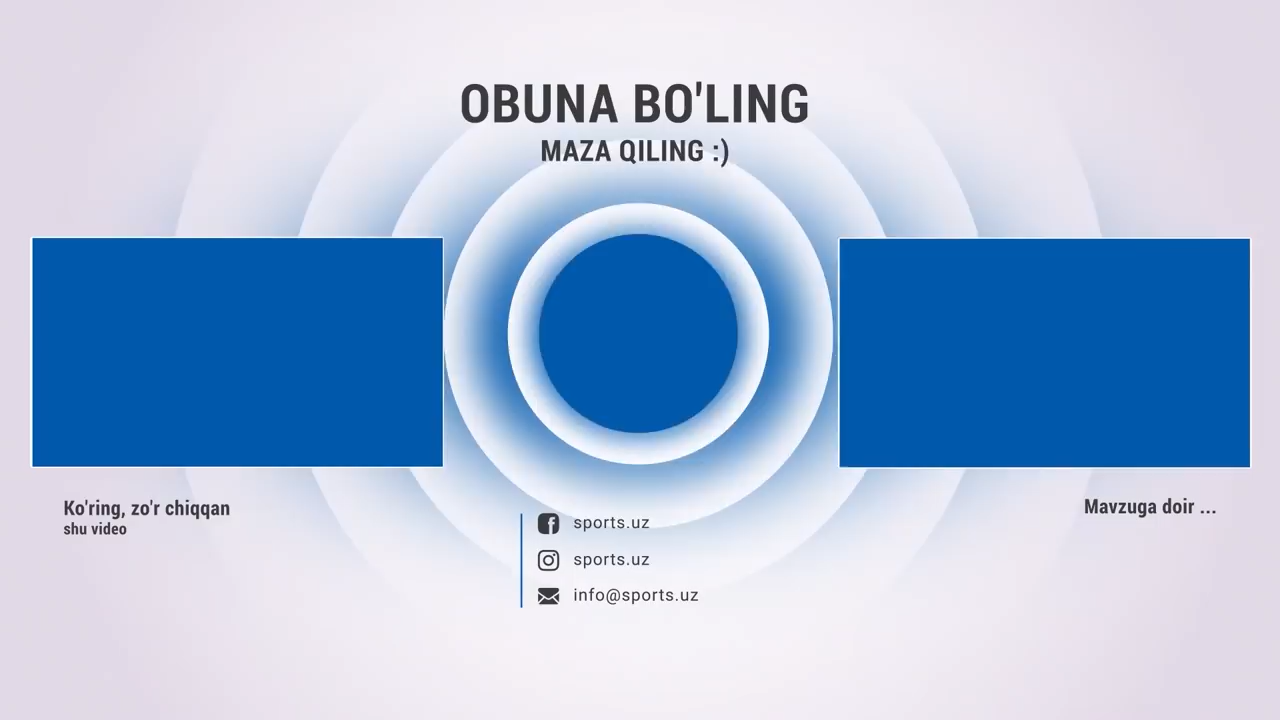 OBUNA BO'LING
MAZA QILING :)
Ko'ring, zo'r chiqqan
shu video
Mavzuga doir ...
sports.uz
sports.uz
info@sports.uz